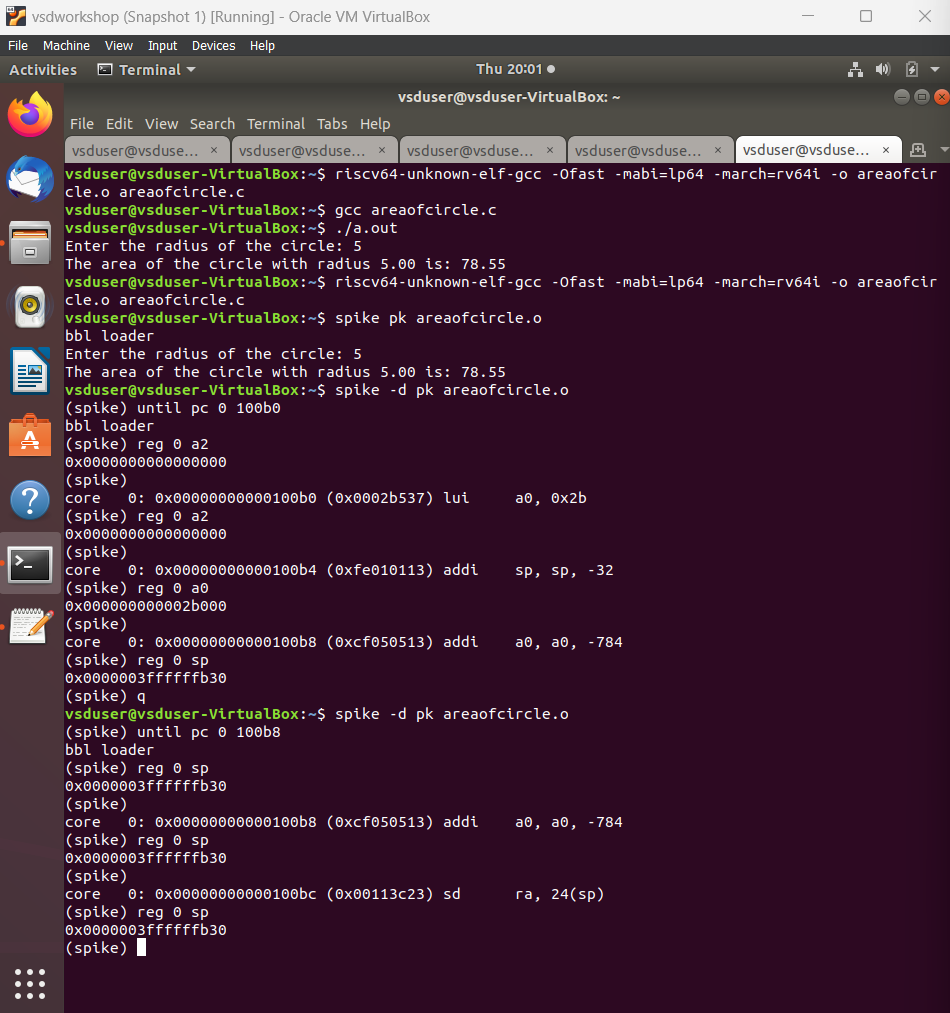 vsdworkshop (Snapshot 1) [Running] - Oracle VM VirtualBox
File Machine View Input Devices Help
Activities Terminal Thu 20:01
vsduser@vsduser-VirtualBox: ~
File Edit View Search Terminal Tabs Help
vsduser@vsduse... × vsduser@vsduse... × vsduser@vsduse... × vsduser@vsduse... × vsduser@vsduse... ×
vsduser@vsduser-VirtualBox:~$ riscv64-unknown-elf-gcc -Ofast -mabi=lp64 -march=rv64i -o areaofcir
cle.o areaofcircle.c
vsduser@vsduser-VirtualBox:~$ gcc areaofcircle.c
vsduser@vsduser-VirtualBox:~$ ./a.out
Enter the radius of the circle: 5
The area of the circle with radius 5.00 is: 78.55
vsduser@vsduser-VirtualBox:~$ riscv64-unknown-elf-gcc -Ofast -mabi=lp64 -march=rv64i -o areaofcir
cle.o areaofcircle.c
vsduser@vsduser-VirtualBox:~$ spike pk areaofcircle.o
bbl loader
Enter the radius of the circle: 5
The area of the circle with radius 5.00 is: 78.55
vsduser@vsduser-VirtualBox:~$ spike -d pk areaofcircle.o
(spike) until pc 0 100b0
bbl loader
(spike) reg 0 a2
0x0000000000000000
(spike)
core   0: 0x00000000000100b0 (0x0002b537) lui     a0, 0x2b
(spike) reg 0 a2
0x0000000000000000
(spike)
core   0: 0x00000000000100b4 (0xfe010113) addi    sp, sp, -32
(spike) reg 0 a0
0x000000000002b000
(spike)
core   0: 0x00000000000100b8 (0xcf050513) addi    a0, a0, -784
(spike) reg 0 sp
0x0000003ffffffb30
(spike) q
vsduser@vsduser-VirtualBox:~$ spike -d pk areaofcircle.o
(spike) until pc 0 100b8
bbl loader
(spike) reg 0 sp
0x0000003ffffffb30
(spike)
core   0: 0x00000000000100b8 (0xcf050513) addi    a0, a0, -784
(spike) reg 0 sp
0x0000003ffffffb30
(spike)
core   0: 0x00000000000100bc (0x00113c23) sd      ra, 24(sp)
(spike) reg 0 sp
0x0000003ffffffb30
(spike)